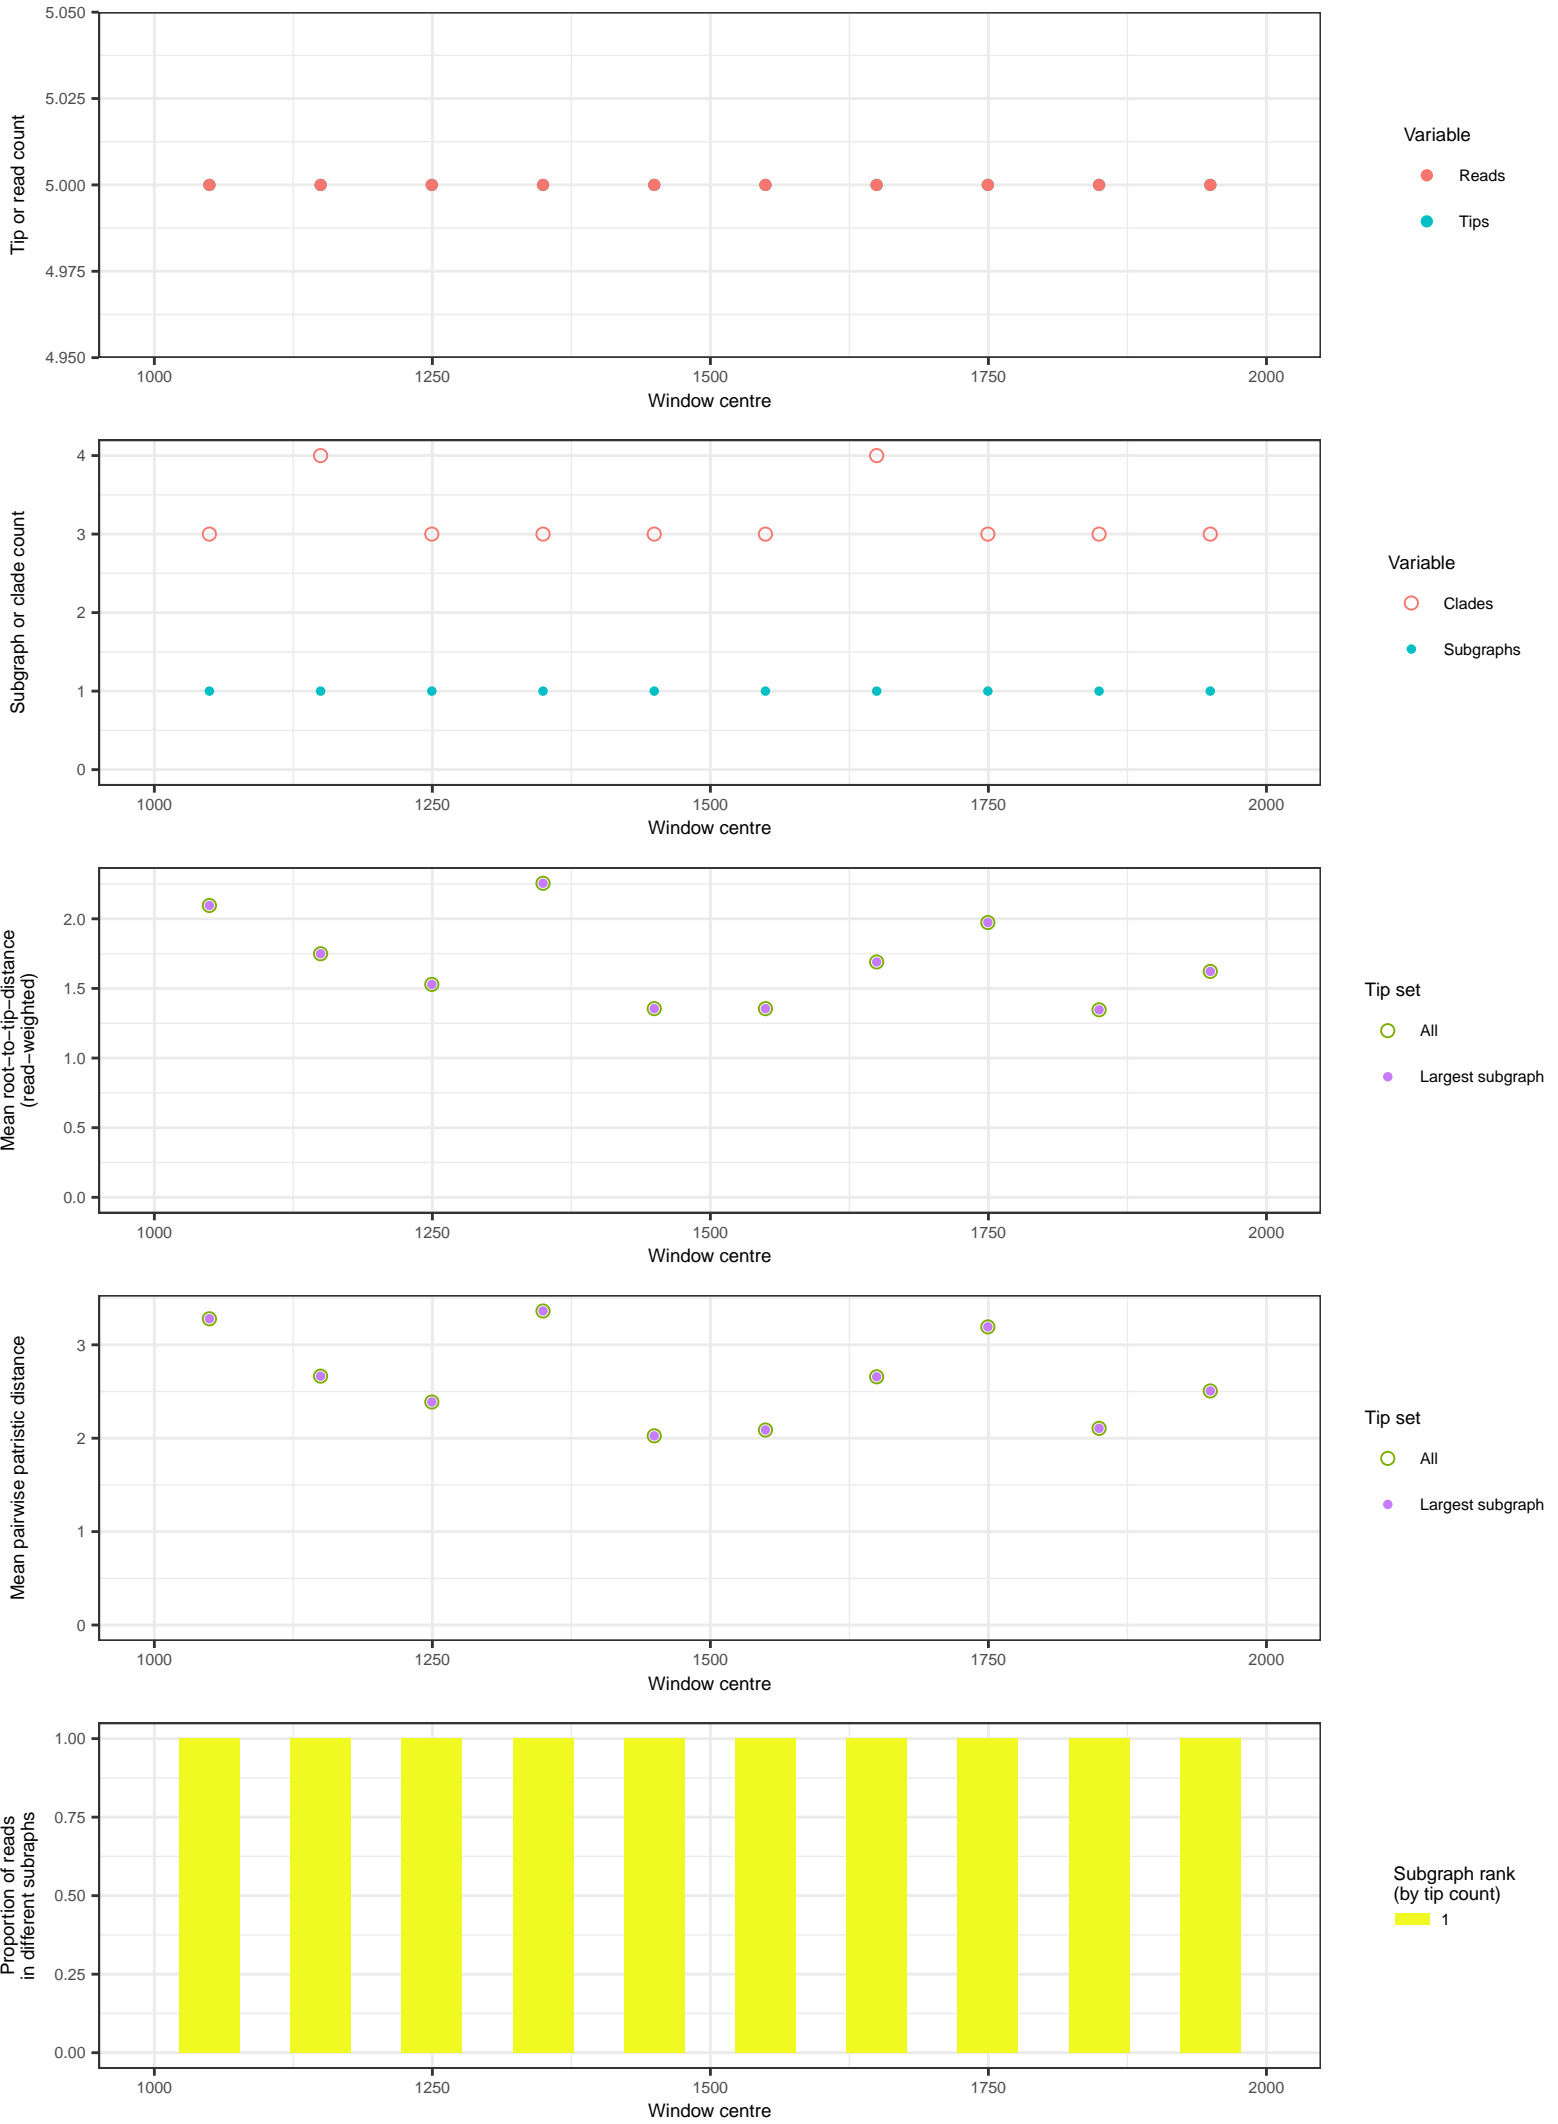 5.050
5.025
5.000
4.975
4.950
Tip or read count
1000 1250 1500 1750 2000
Window centre
Variable
Reads
Tips
4
3
2
1
0
Subgraph or clade count
1000 1250 1500 1750 2000
Window centre
Variable
Clades
Subgraphs
2.0
1.5
1.0
0.5
0.0
Mean root−to−tip−distance
(read−weighted)
1000 1250 1500 1750 2000
Window centre
Tip set
All
Largest subgraph
3
2
1
0
Mean pairwise patristic distance
1000 1250 1500 1750 2000
Window centre
Tip set
All
Largest subgraph
1.00
0.75
0.50
0.25
0.00
Proportion of reads
in different subraphs
1000 1250 1500 1750 2000
Window centre
Subgraph rank
(by tip count)
1